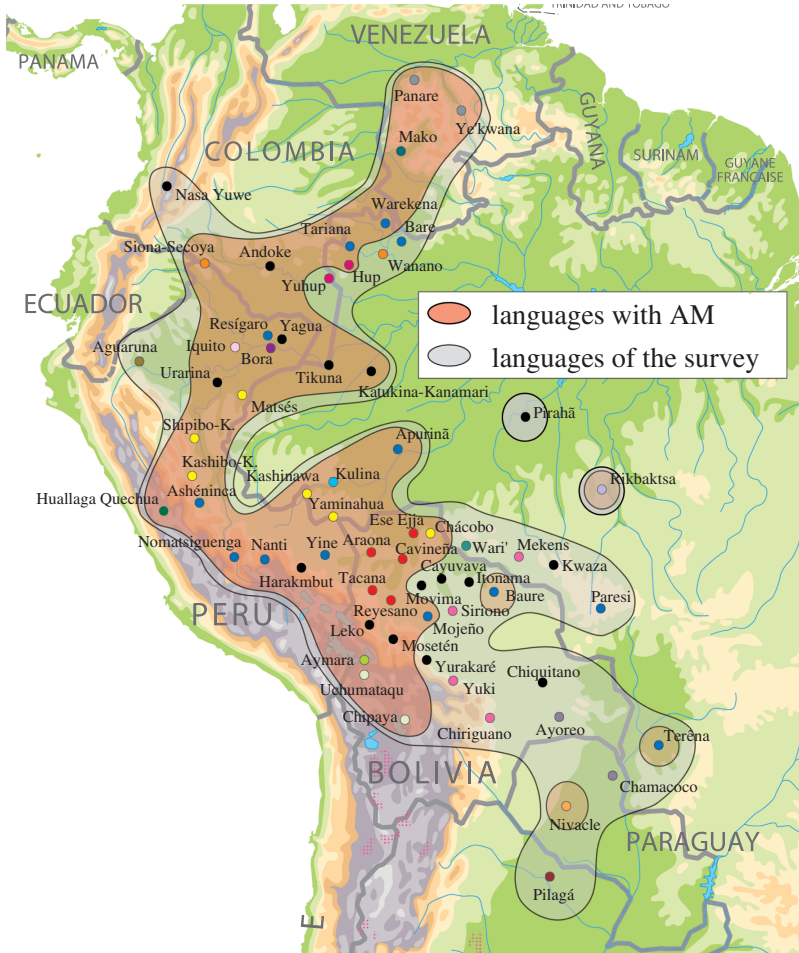 TRINIDAD AND TOBAGO
VENEZUELA
PANAMA
Panare
Ye'kwana
GUYANA
Mako
COLOMBIA
SURINAM
GUYANE
FRANCAISE
Nasa Yuwe
Warekena
Tariana
Bare
Siona-Secoya
Andoke
Wanano
Hup
Yuhup
ECUADOR
languages with AM
Resígaro
Yagua
Iquito
Bora
Aguaruna
languages of the survey
Urarina
Tikuna
Katukina-Kanamari
Matsés
Pirahã
Shipibo-K.
Apurinã
Kashibo-K.
Kashinawa
Kulina
Rikbaktsa
Huallaga Quechua
Ashéninca
Yaminahua
Ese Ejja
Chácobo
Nomatsiguenga
Nanti
Yine
Araona
Cavineña
Wari'
Mekens
Cayuvava
Itonama
Kwaza
Harakmbut
Tacana
Movima
Baure
Paresi
PERU
Reyesano
Siriono
Leko
Mojeño
Mosetén
Aymara
Yurakaré
Chiquitano
Uchumataqu
Yuki
Chipaya
Chiriguano
Ayoreo
Terêna
BOLIVIA
Chamacoco
Nivacle
PARAGUAY
Pilagá
E